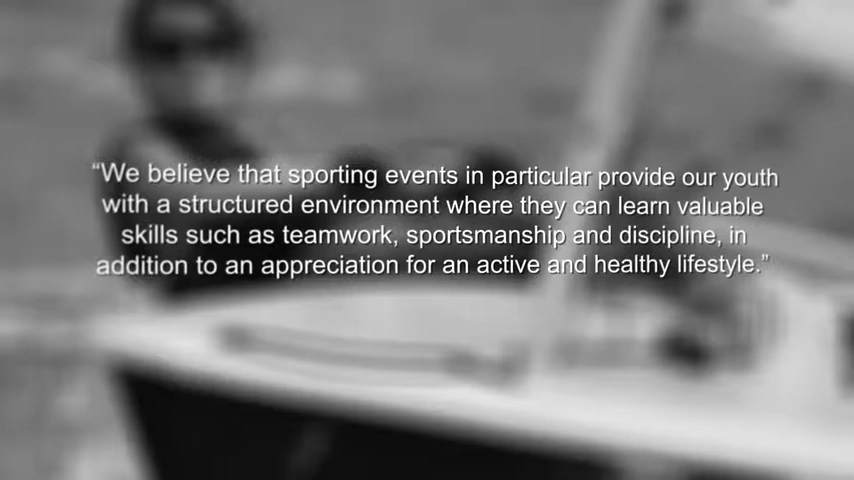 “We believe that sporting events in particular provide our youth
with a structured environment where they can learn valuable
skills such as teamwork, sportsmanship and discipline, in
addition to an appreciation for an active and healthy lifestyle.”